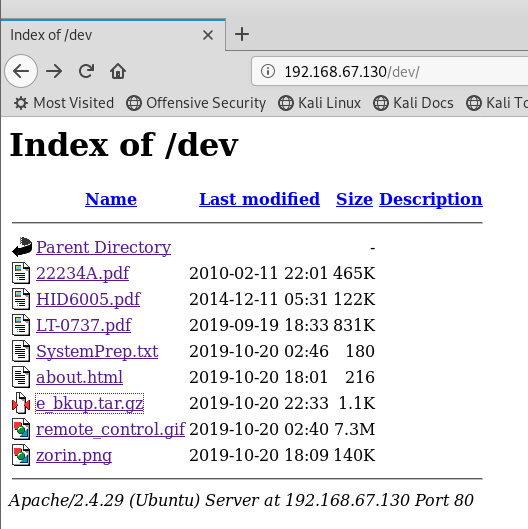 Index of /dev
192.168.67.130/dev/
Most Visited Offensive Security Kali Linux Kali Docs Kali To
Index of /dev
Name Last modified Size Description
Parent Directory -
22234A.pdf 2010-02-11 22:01 465K
HID6005.pdf 2014-12-11 05:31 122K
LT-0737.pdf 2019-09-19 18:33 831K
SystemPrep.txt 2019-10-20 02:46 180
about.html 2019-10-20 18:01 216
e_bkup.tar.gz 2019-10-20 22:33 1.1K
remote_control.gif 2019-10-20 02:40 7.3M
zorin.png 2019-10-20 18:09 140K
Apache/2.4.29 (Ubuntu) Server at 192.168.67.130 Port 80